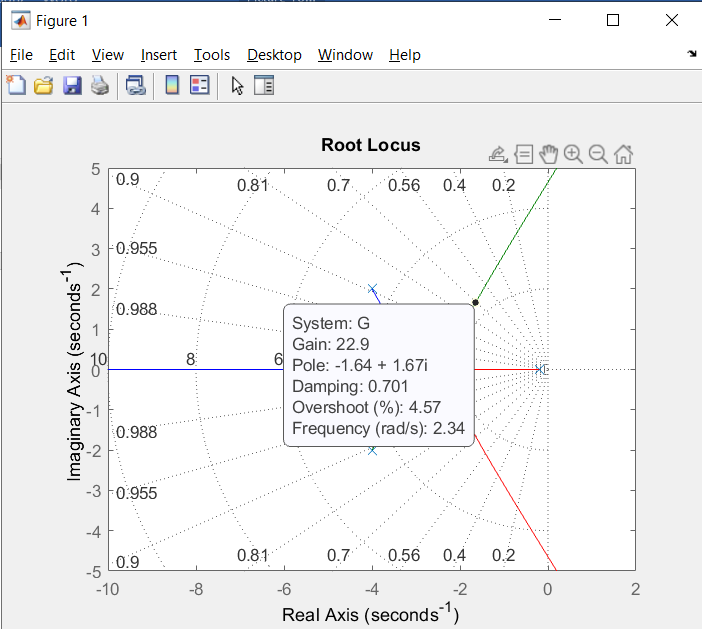 Figure 1
File Edit View Insert Tools Desktop Window Help
Root Locus
5
0.9 0.81 0.7 0.56 0.4 0.2
4
3
0.955
2
0.988
1
10 8 6
0
-1
0.988
-2
-3
0.955
-4
0.9 0.81 0.7 0.56 0.4 0.2
-5
-10 -8 -6 -4 -2 0 2
Imaginary Axis (seconds⁻¹)
Real Axis (seconds⁻¹)
System: G
Gain: 22.9
Pole: -1.64 + 1.67i
Damping: 0.701
Overshoot (%): 4.57
Frequency (rad/s): 2.34